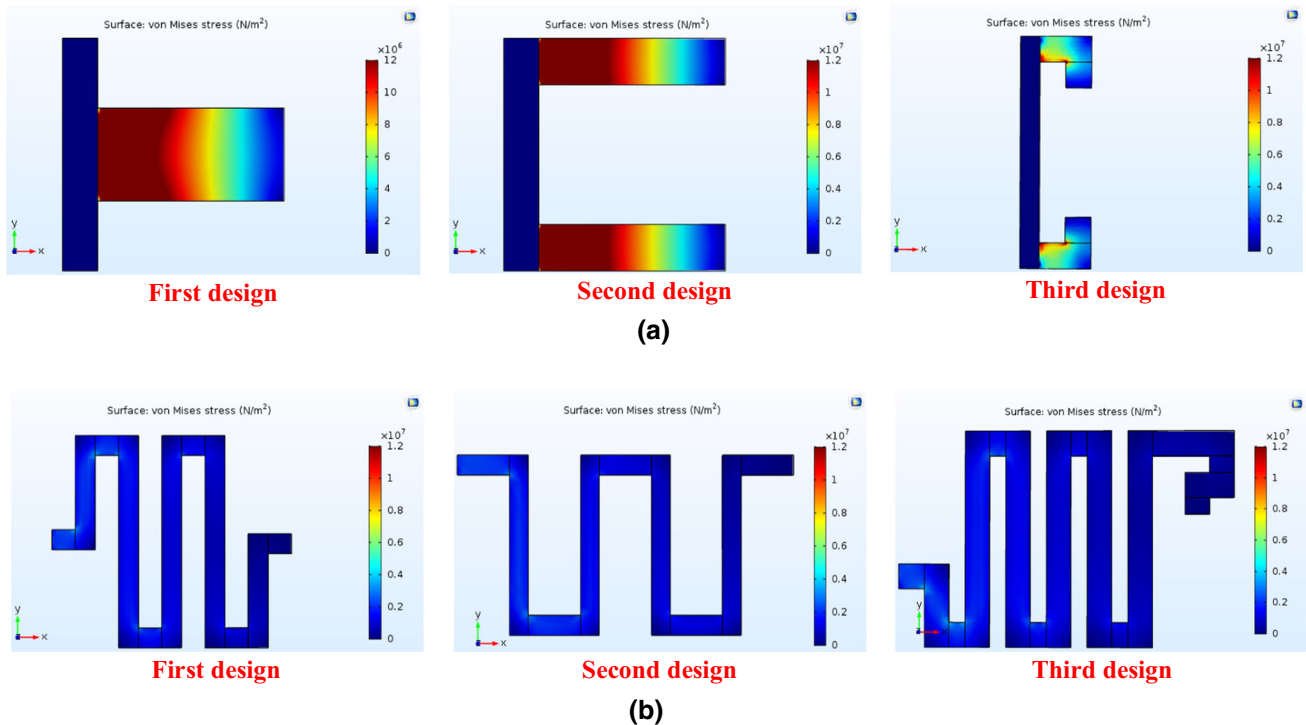 Surface: von Mises stress (N/m²)
×10⁶
12
10
8
6
4
2
0
y
x
First design
Surface: von Mises stress (N/m²)
×10⁷
1.2
1
0.8
0.6
0.4
0.2
0
y
x
Second design
Surface: von Mises stress (N/m²)
×10⁷
1.2
1
0.8
0.6
0.4
0.2
0
y
x
Third design
(a)
Surface: von Mises stress (N/m²)
×10⁷
1.2
1
0.8
0.6
0.4
0.2
0
y
x
First design
Surface: von Mises stress (N/m²)
×10⁷
1.2
1
0.8
0.6
0.4
0.2
0
y
x
Second design
Surface: von Mises stress (N/m²)
×10⁷
1.2
1
0.8
0.6
0.4
0.2
0
y
x
Third design
(b)